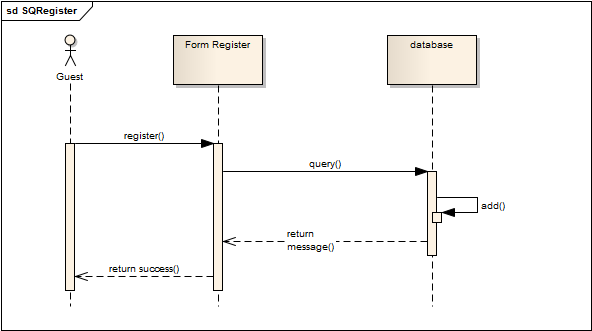 sd SQRegister
Guest
Form Register
database
register()
query()
add()
return
message()
return success()